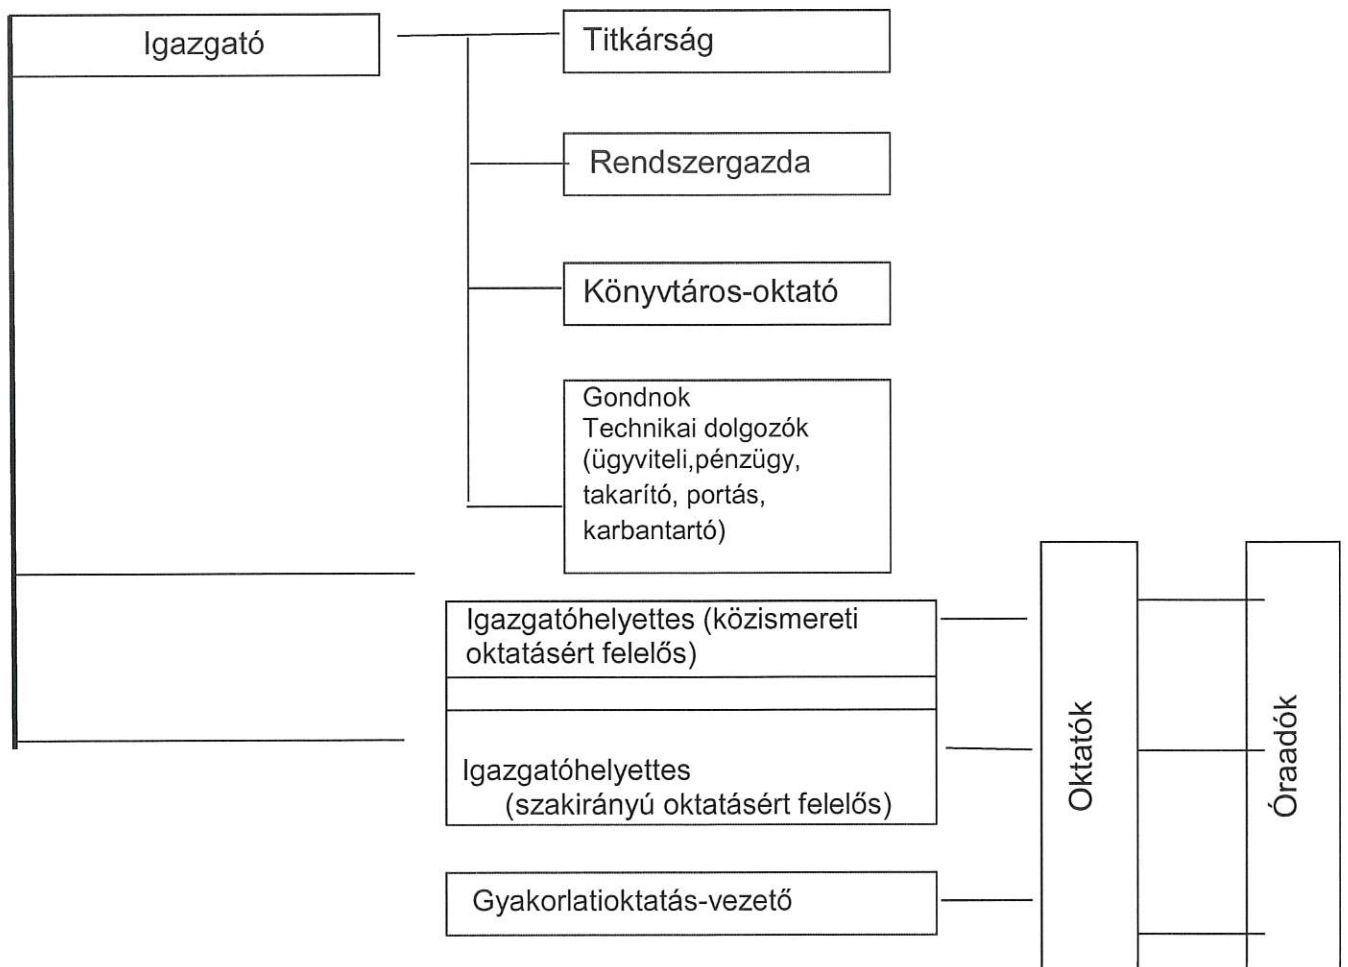 Igazgató
Titkárság
Rendszergazda
Könyvtáros-oktató
Gondnok
Technikai dolgozók
(ügyviteli,pénzügy,
takarító, portás,
karbantartó)
Igazgatóhelyettes (közismereti
oktatásért felelős)
Igazgatóhelyettes
(szakirányú oktatásért felelős)
Gyakorlatioktatás-vezető
Oktatók
Óraadók